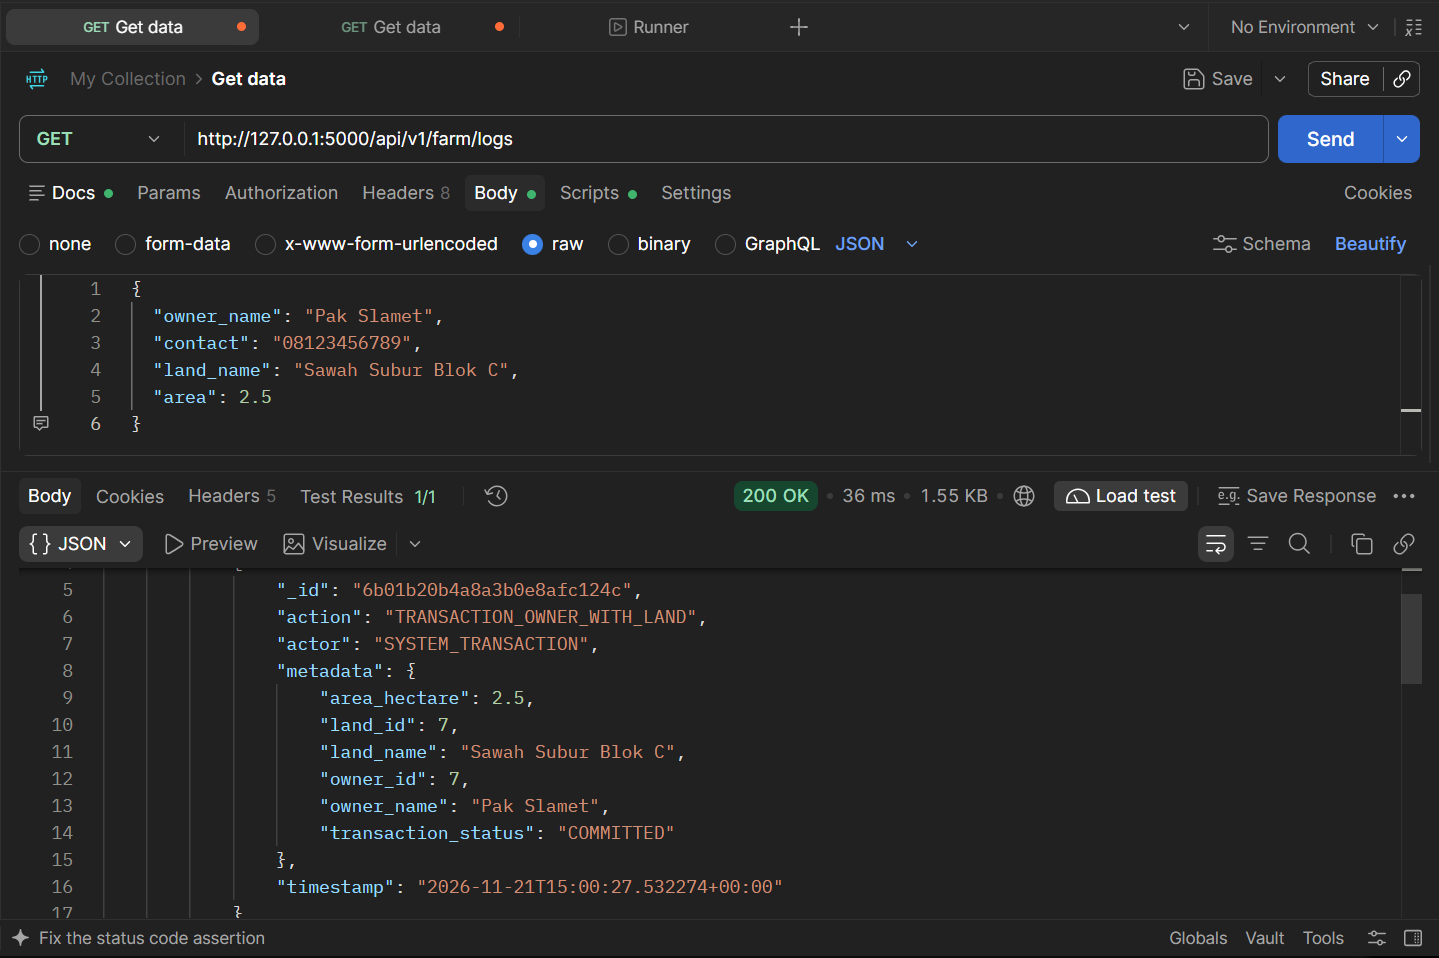 GET Get data
GET Get data
Runner
No Environment
HTTP
My Collection > Get data
Save
Share
GET
http://127.0.0.1:5000/api/v1/farm/logs
Send
Docs
Params
Authorization
Headers 8
Body
Scripts
Settings
Cookies
none
form-data
x-www-form-urlencoded
raw
binary
GraphQL
JSON
Schema
Beautify
1 {
2 "owner_name": "Pak Slamet",
3 "contact": "08123456789",
4 "land_name": "Sawah Subur Blok C",
5 "area": 2.5
6 }
Body
Cookies
Headers 5
Test Results 1/1
200 OK
36 ms
1.55 KB
Load test
e.g. Save Response
{} JSON
Preview
Visualize
5 "_id": "6b01b20b4a8a3b0e8afc124c",
6 "action": "TRANSACTION_OWNER_WITH_LAND",
7 "actor": "SYSTEM_TRANSACTION",
8 "metadata": {
9 "area_hectare": 2.5,
10 "land_id": 7,
11 "land_name": "Sawah Subur Blok C",
12 "owner_id": 7,
13 "owner_name": "Pak Slamet",
14 "transaction_status": "COMMITTED"
15 },
16 "timestamp": "2026-11-21T15:00:27.532274+00:00"
17 }
Fix the status code assertion
Globals
Vault
Tools